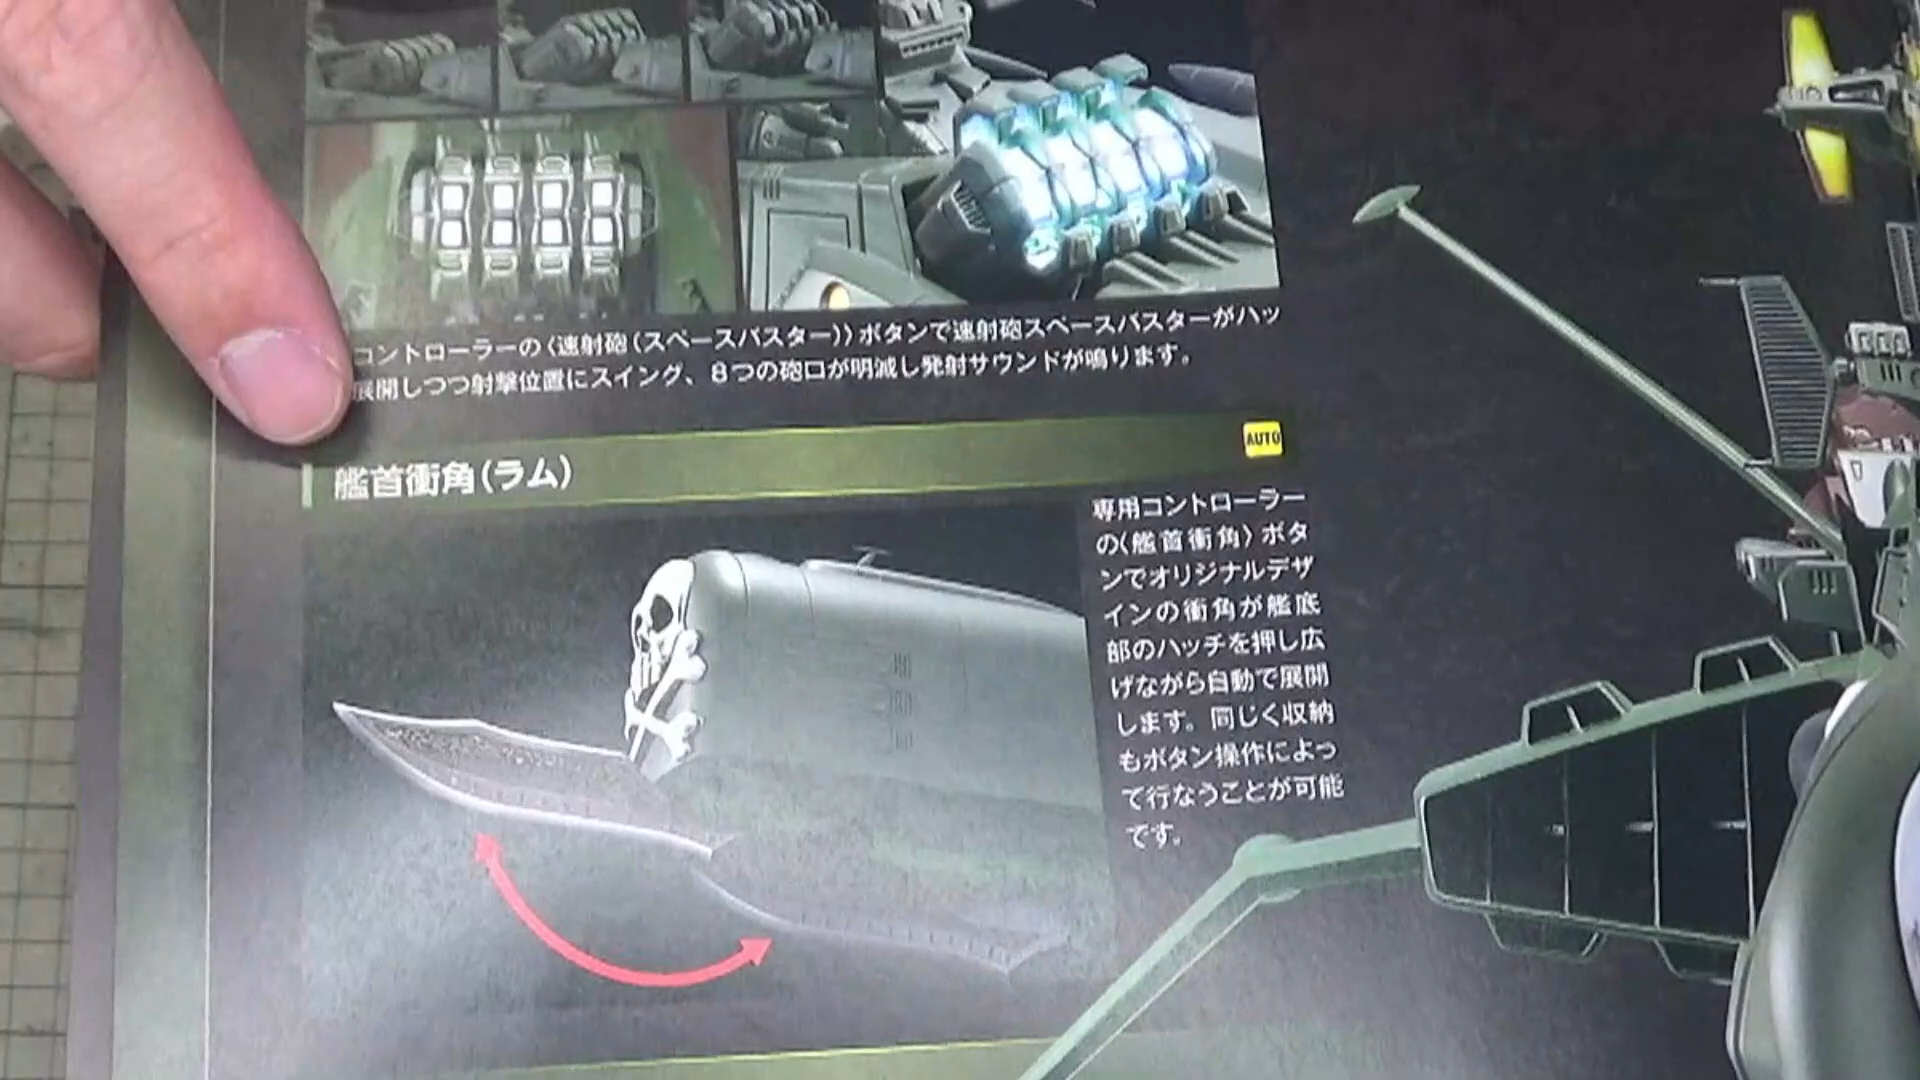 コントローラーの〈速射砲(スペースバスター)〉ボタンで速射砲スペースバスターがハッ
展開しつつ射撃位置にスイング、8つの砲口が明滅し発射サウンドが鳴ります。
艦首衝角(ラム)
AUTO
専用コントローラー
の〈艦首衝角〉ボタ
ンでオリジナルデザ
インの衝角が艦底
部のハッチを押し広
げながら自動で展開
します。同じく収納
もボタン操作によっ
て行なうことが可能
です。